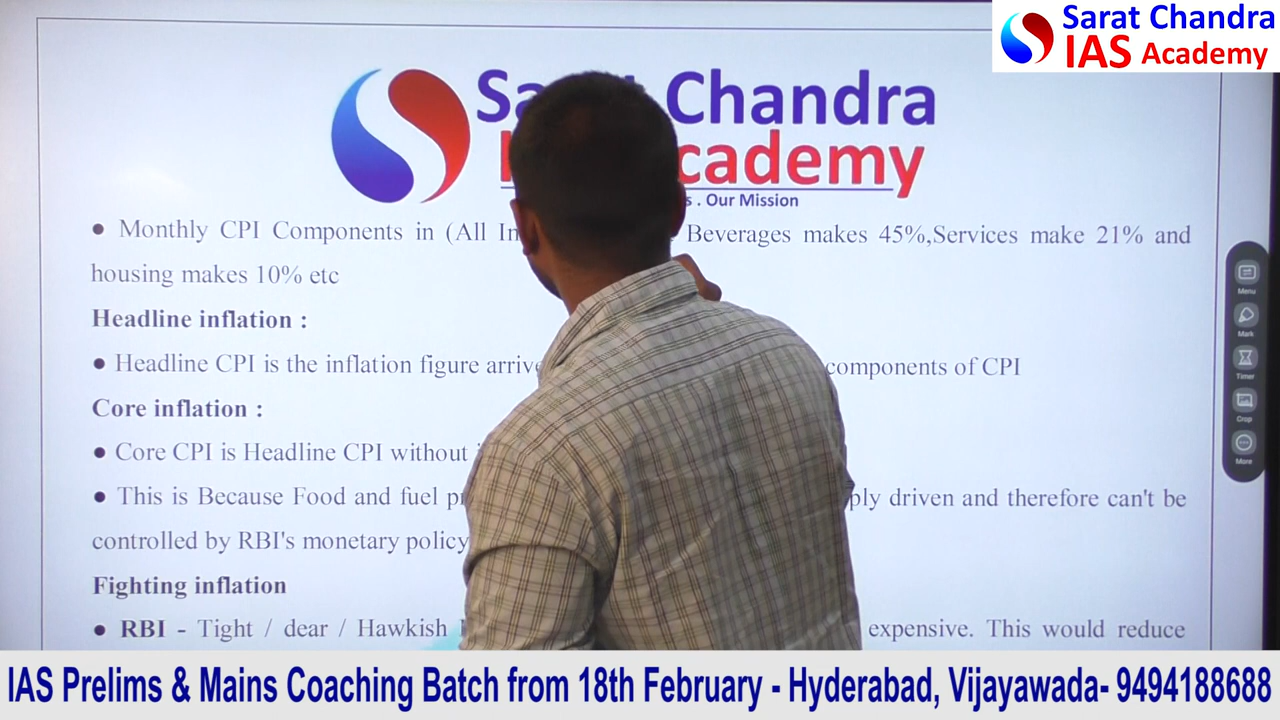 Sarat Chandra
IAS Academy
Chandra
cademy
. Our Mission
● Monthly CPI Components in (All Beverages makes 45%,Services make 21% and
housing makes 10% etc
Headline inflation :
● Headline CPI is the inflation figure components of CPI
Core inflation :
● Core CPI is Headline CPI without
● This is Because Food and fuel driven and therefore can't be
controlled by RBI's monetary policy
Fighting inflation
● RBI - Tight / dear / Hawkish expensive. This would reduce
Menu
Mark
Timer
Crop
More
IAS Prelims & Mains Coaching Batch from 18th February - Hyderabad, Vijayawada- 9494188688